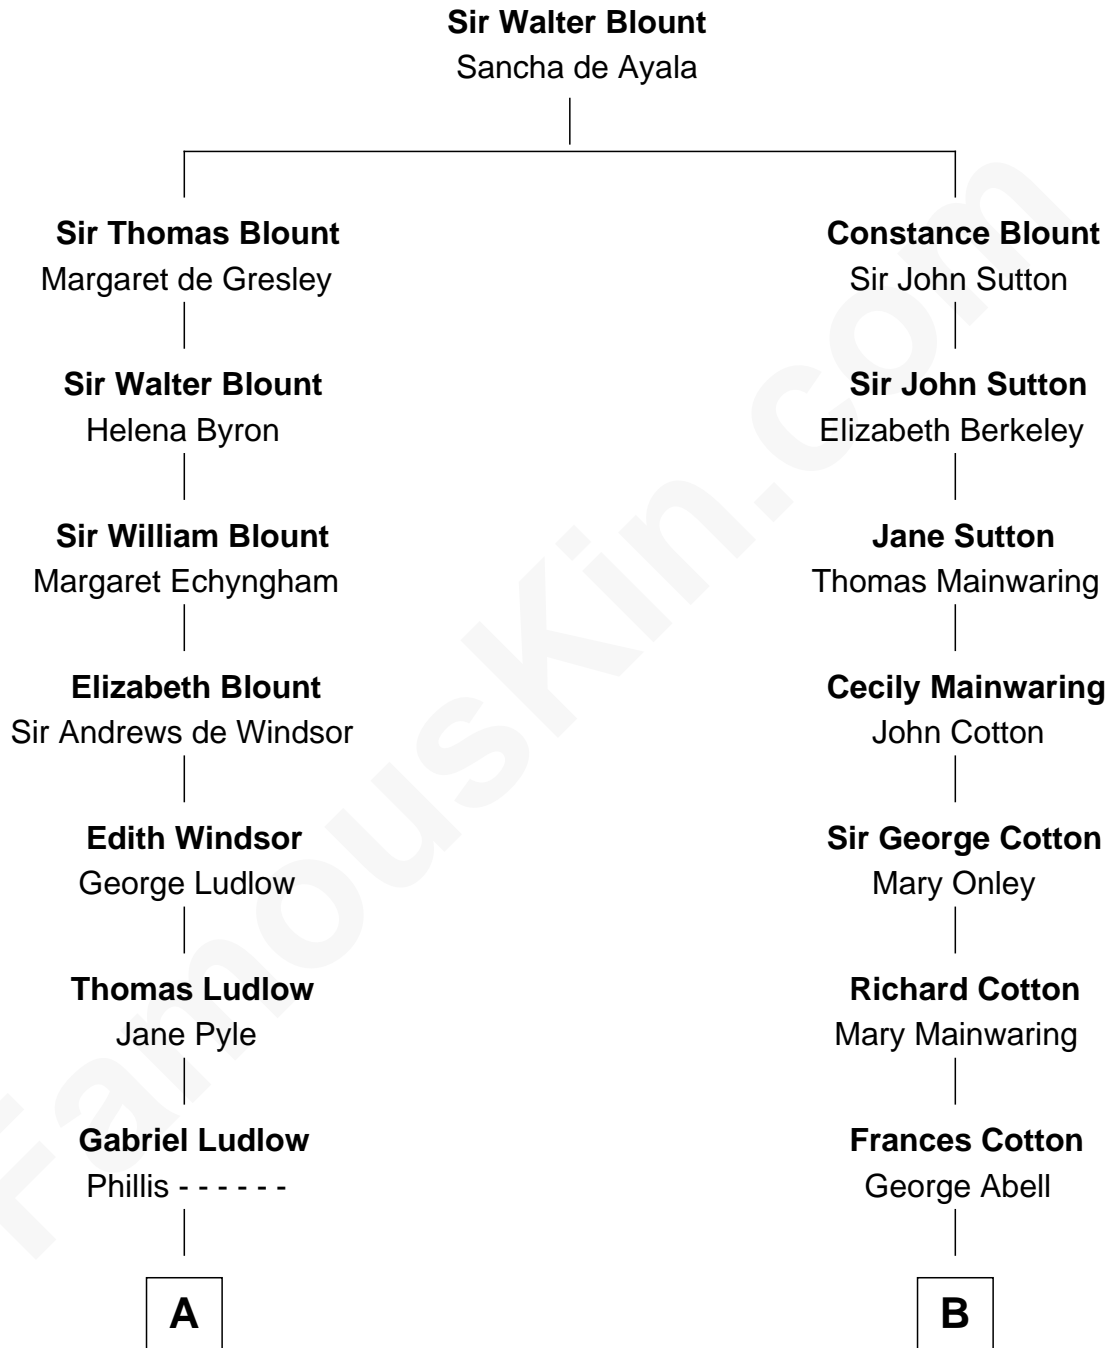 Sir Walter Blount
Sancha de Ayala
Sir Thomas Blount
Margaret de Gresley
Sir Walter Blount
Helena Byron
Sir William Blount
Margaret Echyngham
Elizabeth Blount
Sir Andrews de Windsor
Edith Windsor
George Ludlow
Thomas Ludlow
Jane Pyle
Gabriel Ludlow
Phillis - - - - - -
A
Constance Blount
Sir John Sutton
Sir John Sutton
Elizabeth Berkeley
Jane Sutton
Thomas Mainwaring
Cecily Mainwaring
John Cotton
Sir George Cotton
Mary Onley
Richard Cotton
Mary Mainwaring
Frances Cotton
George Abell
B
FamousKin.com